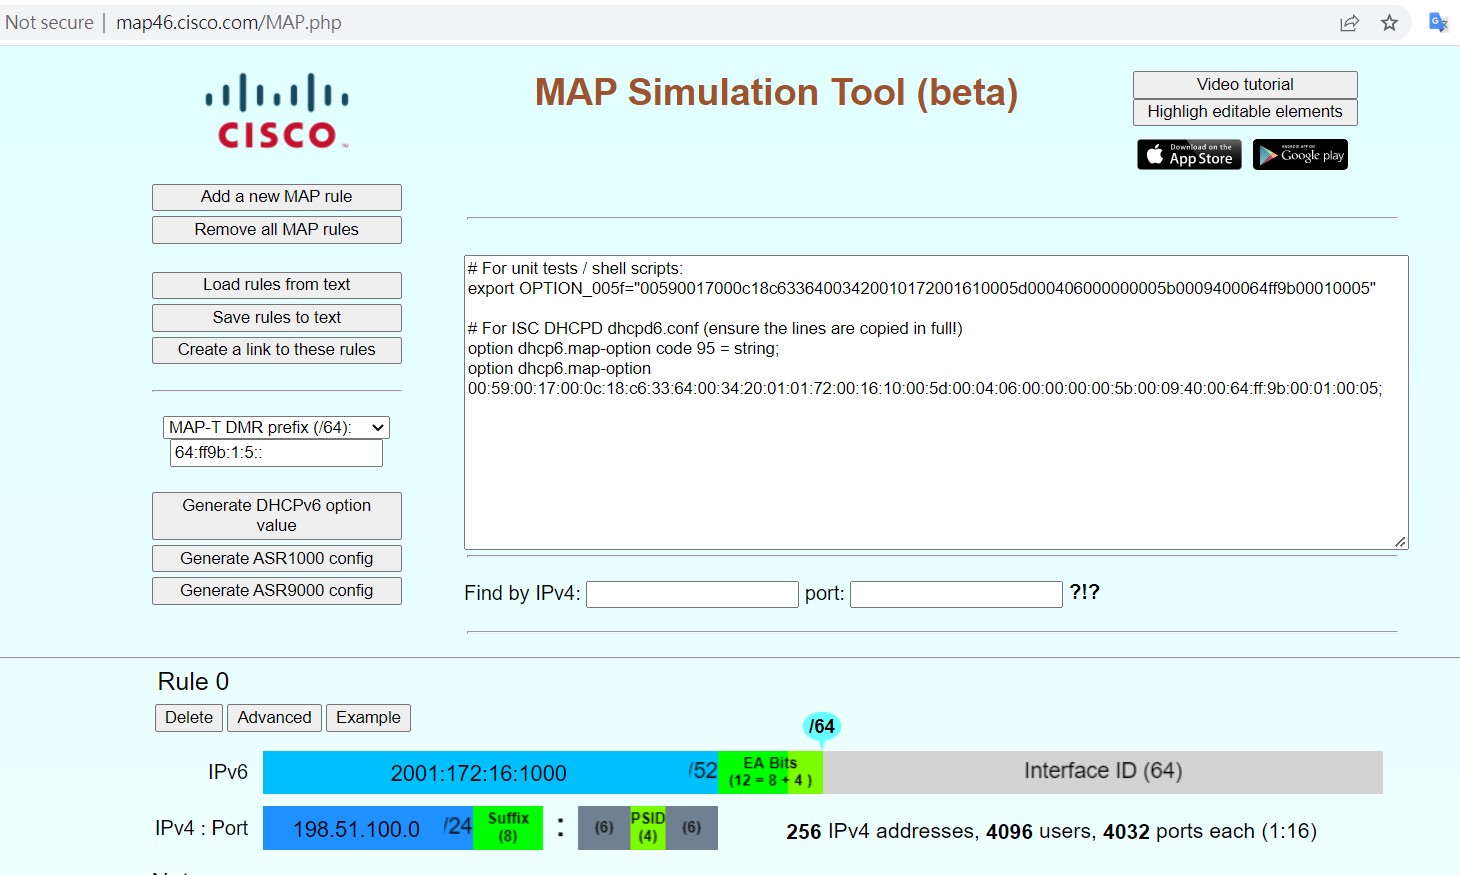 Not secure | map46.cisco.com/MAP.php
CISCO
MAP Simulation Tool (beta)
Video tutorial
Highligh editable elements
Download on the
App Store
ANDROID APP ON
Google play
Add a new MAP rule
Remove all MAP rules
Load rules from text
Save rules to text
Create a link to these rules
MAP-T DMR prefix (/64):
64:ff9b:1:5::
Generate DHCPv6 option
value
Generate ASR1000 config
Generate ASR9000 config
# For unit tests / shell scripts:
export OPTION_005f="00590017000c18c6336400342001017200161000​5d000406000000005b0009400064ff9b00010005"
# For ISC DHCPD dhcpd6.conf (ensure the lines are copied in full!)
option dhcp6.map-option code 95 = string;
option dhcp6.map-option
00:59:00:17:00:0c:18:c6:33:64:00:34:20:01:01:72:00:16:10:00:5d:00:04:06:00:00:00:00:5b:00:09:40:00:64:ff:9b:00:01:00:05;
Find by IPv4: port: ?!?
Rule 0
Delete Advanced Example
/64
IPv6 2001:172:16:1000 /52 EA Bits Interface ID (64)
(12 = 8 + 4 )
IPv4 : Port 198.51.100.0 /24 Suffix : (6) PSID (6) 256 IPv4 addresses, 4096 users, 4032 ports each (1:16)
(8) (4)